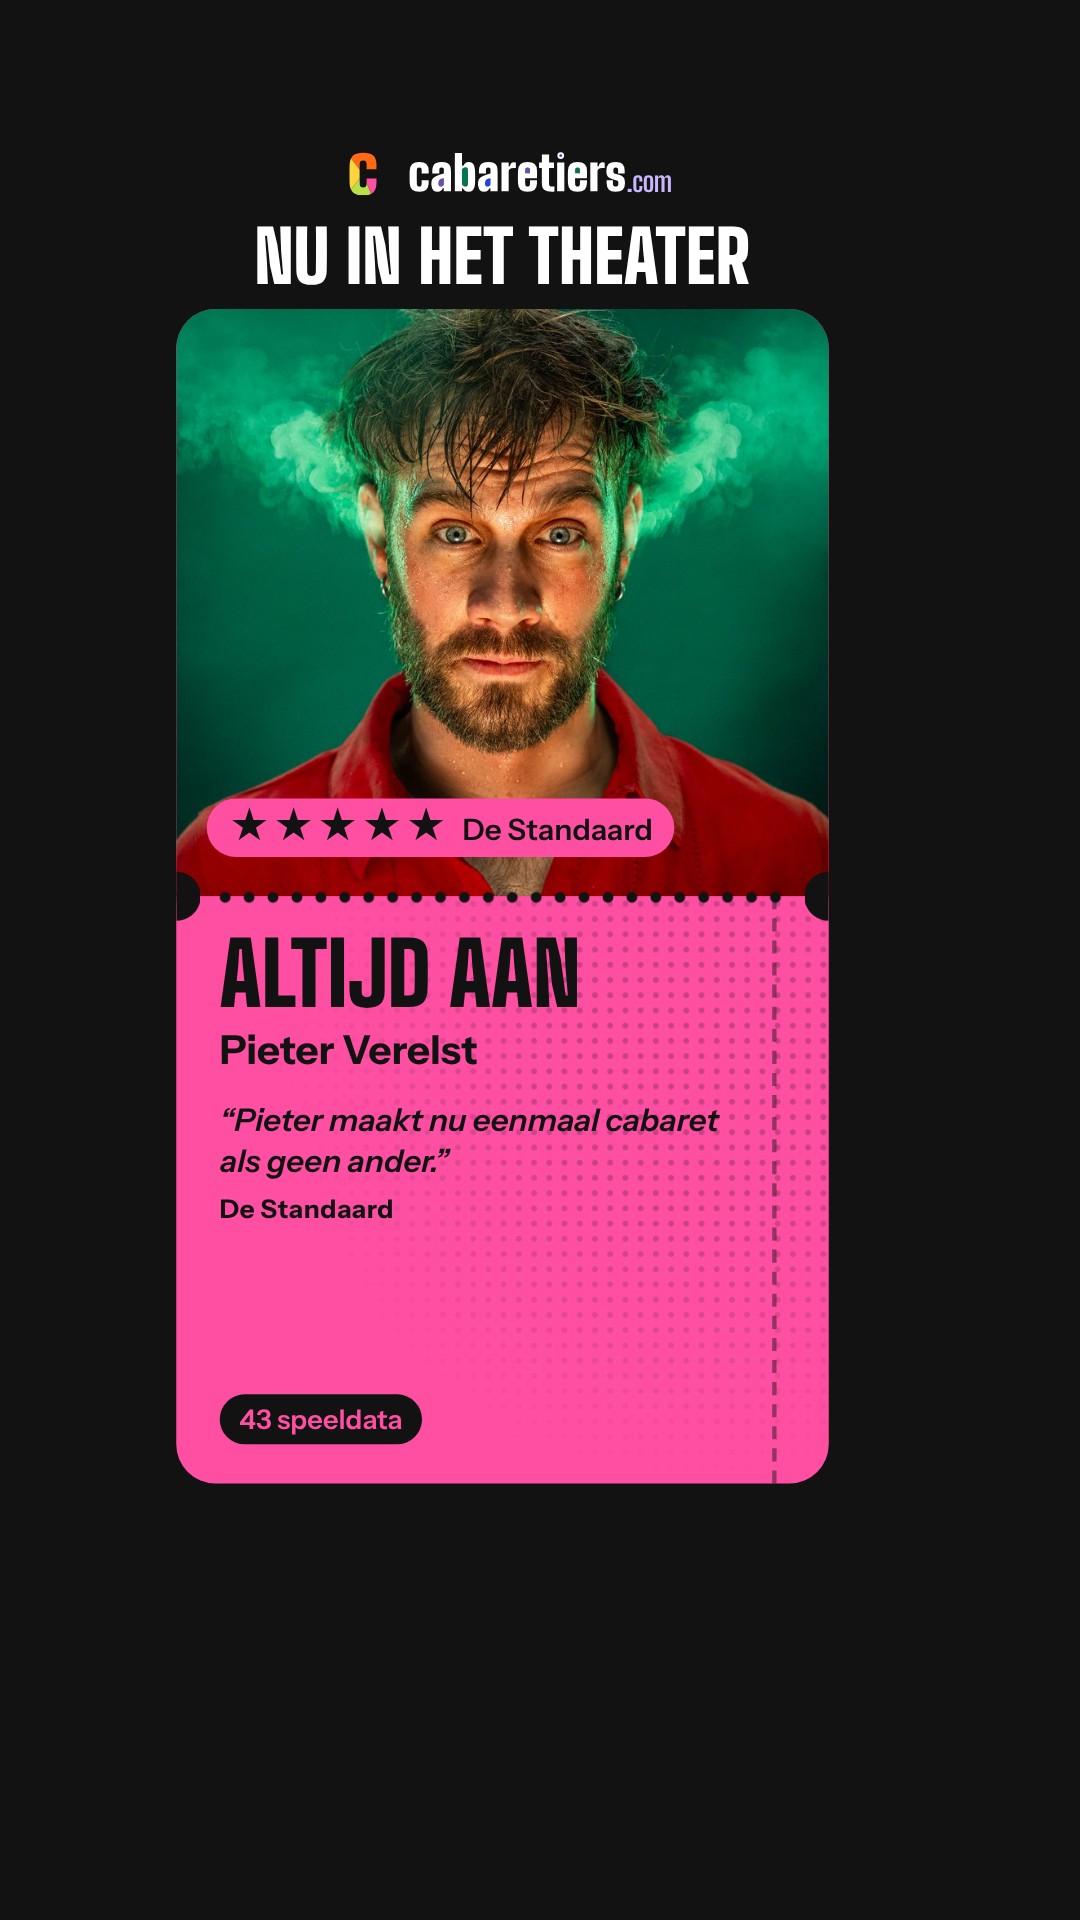 C cabaretiers.com
NU IN HET THEATER
★★★★★ De Standaard
ALTIJD AAN
Pieter Verelst
“Pieter maakt nu eenmaal cabaret
als geen ander.”
De Standaard
43 speeldata